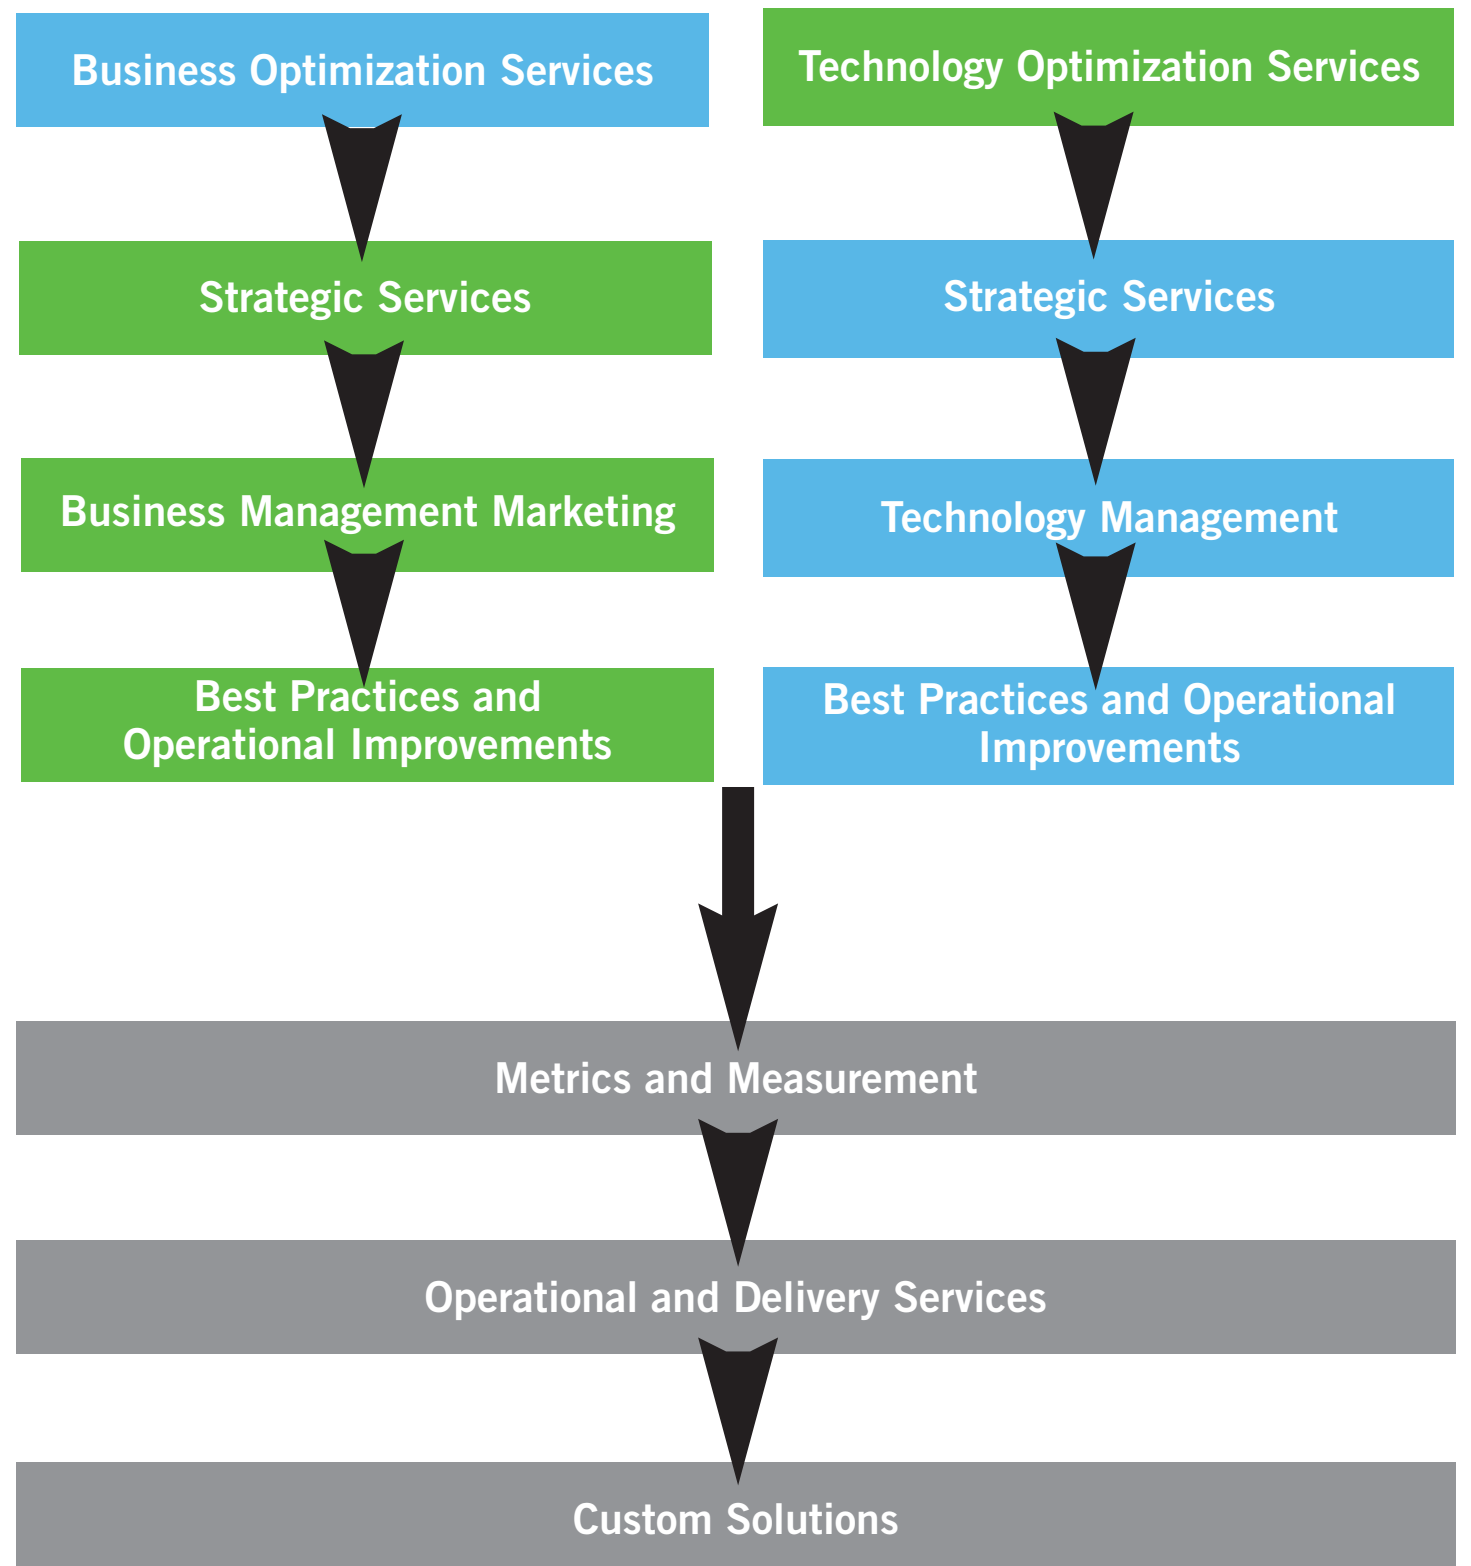 Business Optimization Services
Strategic Services
Business Management Marketing
Best Practices and
Operational Improvements
Technology Optimization Services
Strategic Services
Technology Management
Best Practices and Operational
Improvements
Metrics and Measurement
Operational and Delivery Services
Custom Solutions